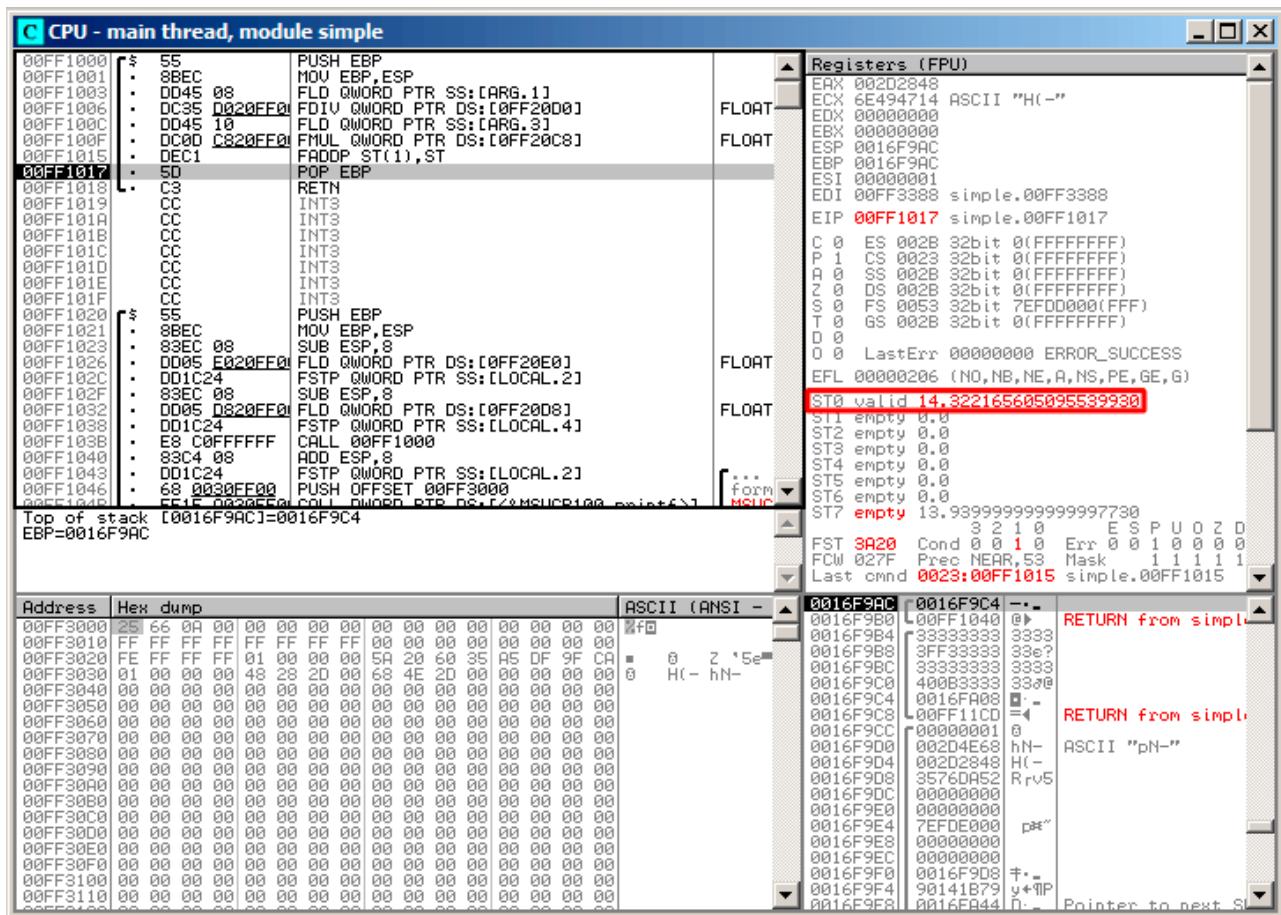 CPU - main thread, module simple
00FF1000 $ 55 PUSH EBP
00FF1001 . 8BEC MOV EBP,ESP
00FF1003 . DD45 08 FLD QWORD PTR SS:[ARG.1]
00FF1006 . DC35 D020FF0 FDIV QWORD PTR DS:[0FF20D0] FLOAT
00FF100C . DD45 10 FLD QWORD PTR SS:[ARG.3]
00FF100F . DC0D C820FF0 FMUL QWORD PTR DS:[0FF20C8] FLOAT
00FF1015 . DEC1 FADDP ST(1),ST
00FF1017 . 5D POP EBP
00FF1018 . C3 RETN
00FF1019 CC INT3
00FF101A CC INT3
00FF101B CC INT3
00FF101C CC INT3
00FF101D CC INT3
00FF101E CC INT3
00FF101F CC INT3
00FF1020 $ 55 PUSH EBP
00FF1021 . 8BEC MOV EBP,ESP
00FF1023 . 83EC 08 SUB ESP,8
00FF1026 . DD05 E020FF0 FLD QWORD PTR DS:[0FF20E0] FLOAT
00FF102C . DD1C24 FSTP QWORD PTR SS:[LOCAL.2]
00FF102F . 83EC 08 SUB ESP,8
00FF1032 . DD05 D820FF0 FLD QWORD PTR DS:[0FF20D8] FLOAT
00FF1038 . DD1C24 FSTP QWORD PTR SS:[LOCAL.4]
00FF103B . E8 C0FFFFFF CALL 00FF1000
00FF1040 . 83C4 08 ADD ESP,8
00FF1043 . DD1C24 FSTP QWORD PTR SS:[LOCAL.2] ...
00FF1046 . 68 0030FF00 PUSH OFFSET 00FF3000 form
Top of stack [0016F9AC]=0016F9C4
EBP=0016F9AC
Registers (FPU)
EAX 002D2848
ECX 6E494714 ASCII "H(-"
EDX 00000000
EBX 00000000
ESP 0016F9AC
EBP 0016F9AC
ESI 00000001
EDI 00FF3388 simple.00FF3388
EIP 00FF1017 simple.00FF1017
C 0 ES 002B 32bit 0(FFFFFFFF)
P 1 CS 0023 32bit 0(FFFFFFFF)
A 0 SS 002B 32bit 0(FFFFFFFF)
Z 0 DS 002B 32bit 0(FFFFFFFF)
S 0 FS 0053 32bit 7EFDD000(FFF)
T 0 GS 002B 32bit 0(FFFFFFFF)
D 0
O 0 LastErr 00000000 ERROR_SUCCESS
EFL 00000206 (NO,NB,NE,A,NS,PE,GE,G)
ST0 valid 14.322165605095539930
ST1 empty 0.0
ST2 empty 0.0
ST3 empty 0.0
ST4 empty 0.0
ST5 empty 0.0
ST6 empty 0.0
ST7 empty 13.939999999999997730
3 2 1 0 E S P U O Z D
FST 3A20 Cond 0 0 1 0 Err 0 0 1 0 0 0 0
FCW 027F Prec NEAR,53 Mask 1 1 1 1 1
Last cmnd 0023:00FF1015 simple.00FF1015
Address Hex dump ASCII (ANSI -
00FF3000 25 66 0A 00 00 00 00 00 00 00 00 00 00 00 00 00 %f
00FF3010 FF FF FF FF FF FF FF FF 00 00 00 00 00 00 00 00
00FF3020 FE FF FF FF 01 00 00 00 5A 20 60 35 A5 DF 9F CA
00FF3030 01 00 00 00 48 28 2D 00 68 4E 2D 00 00 00 00 00 H(- hN-
00FF3040 00 00 00 00 00 00 00 00 00 00 00 00 00 00 00 00
00FF3050 00 00 00 00 00 00 00 00 00 00 00 00 00 00 00 00
00FF3060 00 00 00 00 00 00 00 00 00 00 00 00 00 00 00 00
00FF3070 00 00 00 00 00 00 00 00 00 00 00 00 00 00 00 00
00FF3080 00 00 00 00 00 00 00 00 00 00 00 00 00 00 00 00
00FF3090 00 00 00 00 00 00 00 00 00 00 00 00 00 00 00 00
00FF30A0 00 00 00 00 00 00 00 00 00 00 00 00 00 00 00 00
00FF30B0 00 00 00 00 00 00 00 00 00 00 00 00 00 00 00 00
00FF30C0 00 00 00 00 00 00 00 00 00 00 00 00 00 00 00 00
00FF30D0 00 00 00 00 00 00 00 00 00 00 00 00 00 00 00 00
00FF30E0 00 00 00 00 00 00 00 00 00 00 00 00 00 00 00 00
00FF30F0 00 00 00 00 00 00 00 00 00 00 00 00 00 00 00 00
00FF3100 00 00 00 00 00 00 00 00 00 00 00 00 00 00 00 00
00FF3110 00 00 00 00 00 00 00 00 00 00 00 00 00 00 00 00
0016F9AC 0016F9C4
0016F9B0 00FF1040 RETURN from simpl
0016F9B4 33333333 3333
0016F9B8 3FF33333 33
0016F9BC 33333333 3333
0016F9C0 400B3333 33
0016F9C4 0016FA08
0016F9C8 00FF11CD RETURN from simpl
0016F9CC 00000001
0016F9D0 002D4E68 hN- ASCII "pN-"
0016F9D4 002D2848 H(-
0016F9D8 3576DA52
0016F9DC 00000000
0016F9E0 00000000
0016F9E4 7EFDE000
0016F9E8 00000000
0016F9EC 00000000
0016F9F0 0016F9D8
0016F9F4 90141B79
Pointer to next